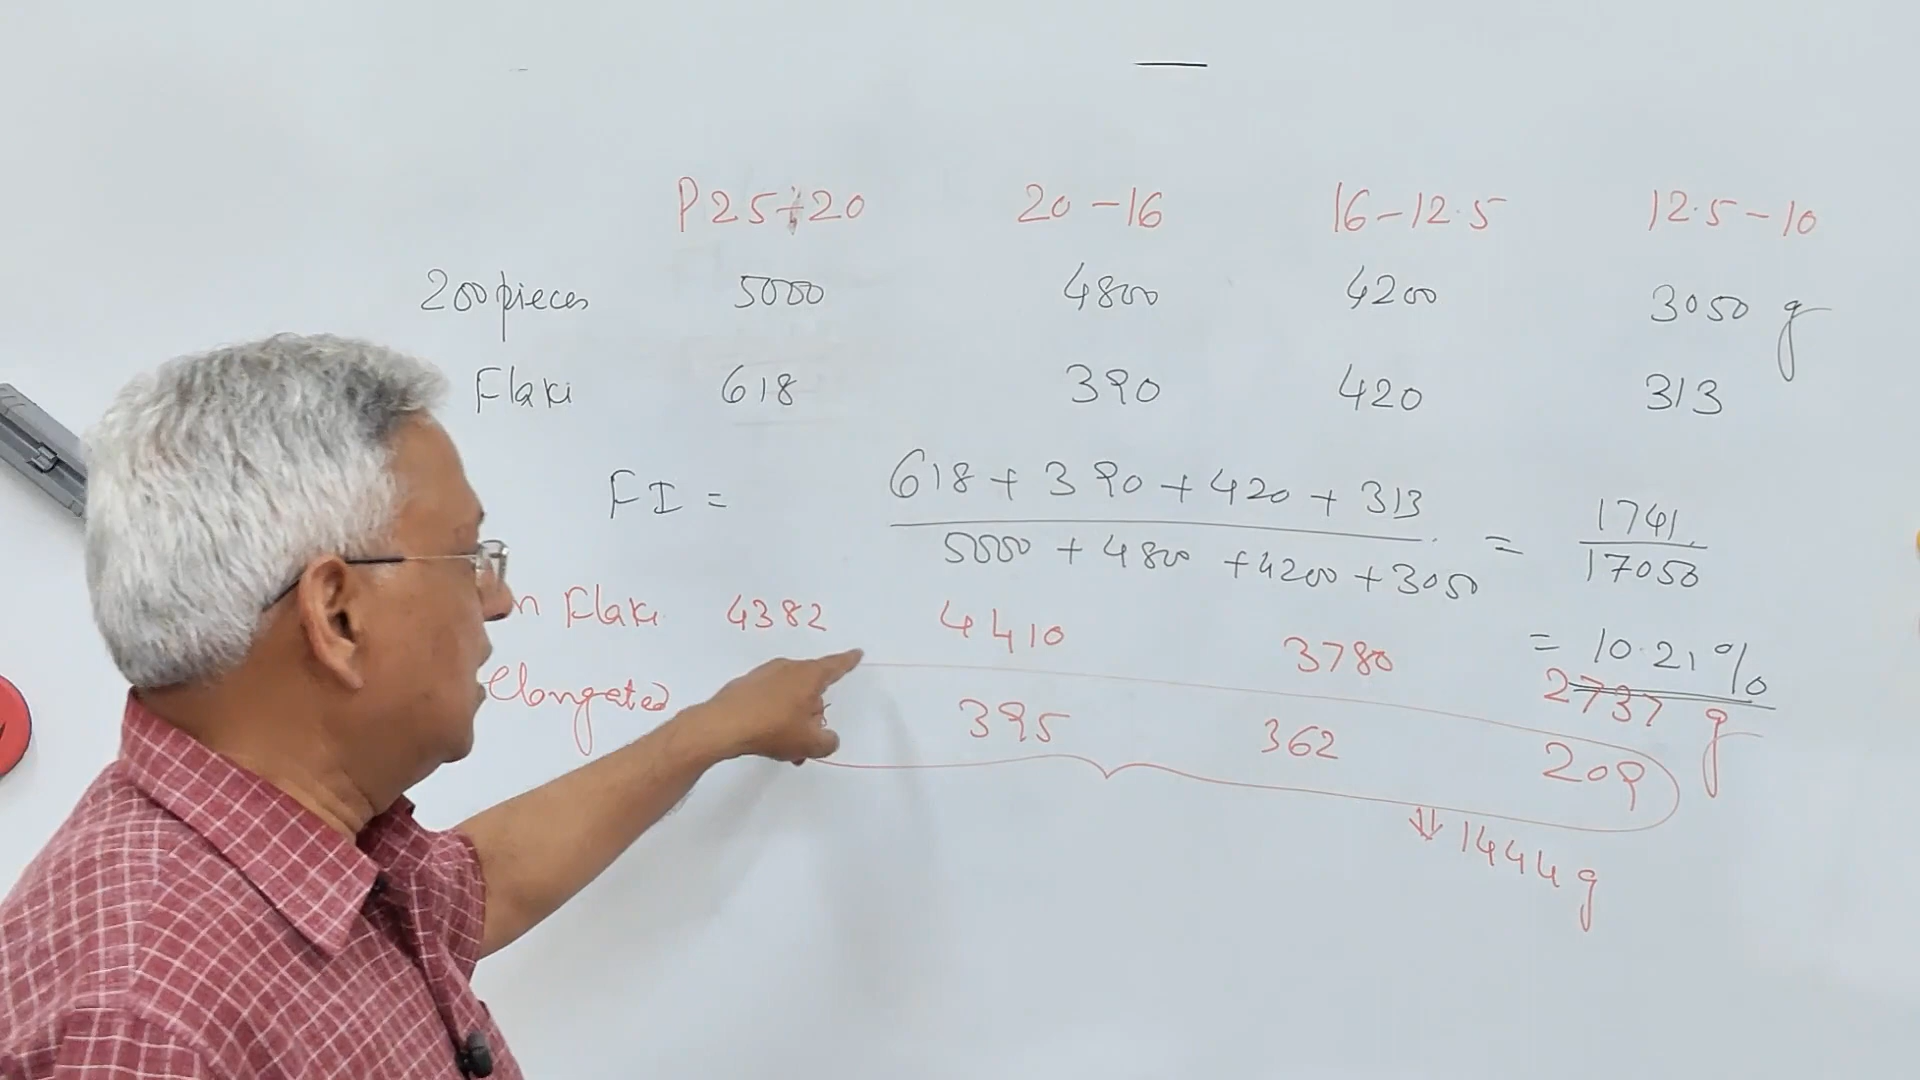 P25-20 20-16 16-12.5 12.5-10
200 pieces 5000 4800 4200 3050 g
Flaki 618 390 420 313
FI = 618 + 390 + 420 + 313 / 5000 + 4800 + 4200 + 3050 = 1741 / 17050
= 10.21%
n Flaki 4382 4410 3780 2737 g
Elongated 395 362 209
↓↓ 1444 g